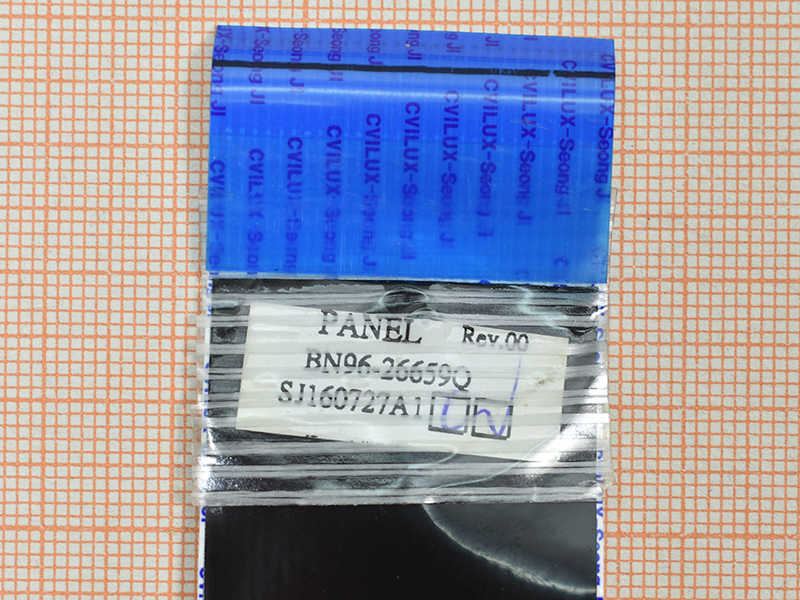 CVILUX-Seong JI
PANEL Rev.00
BN96-26659Q
SJ160727A1